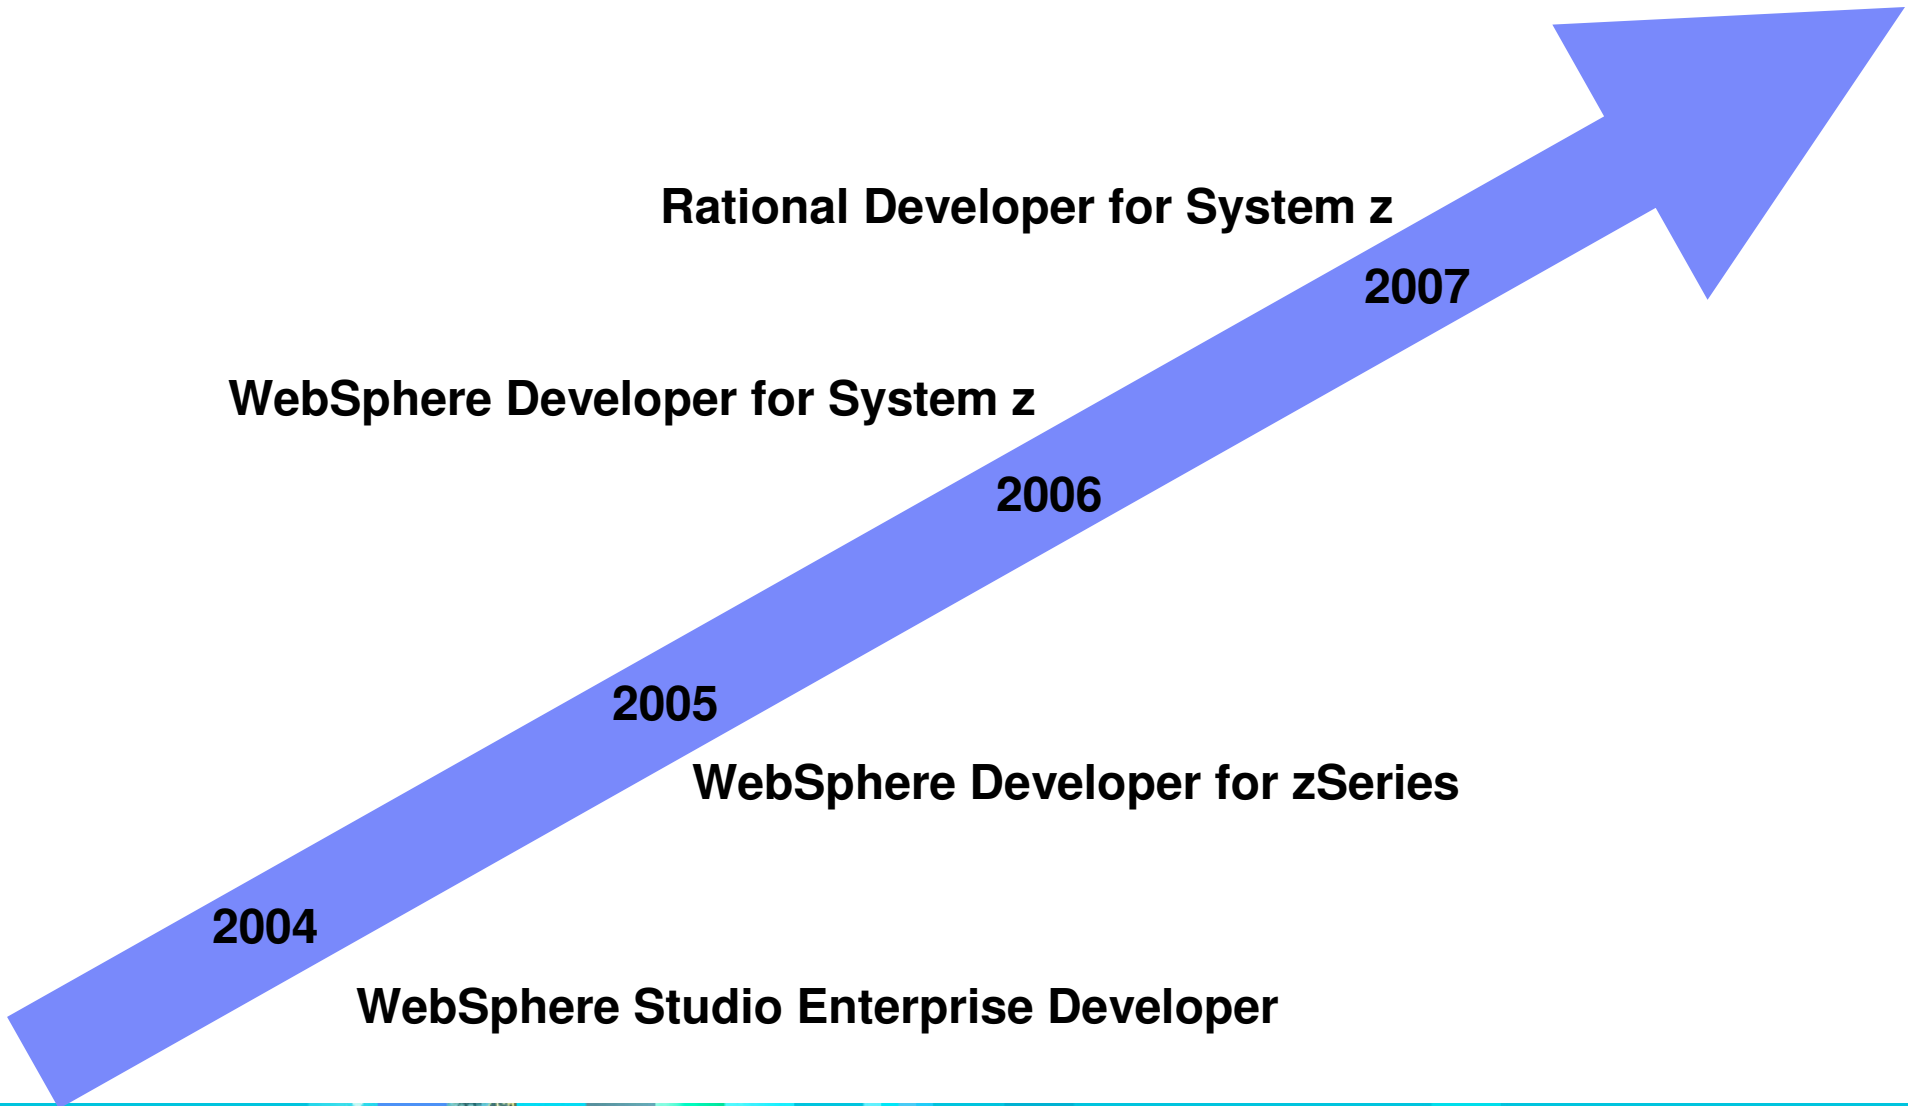 Rational Developer for System z
2007
WebSphere Developer for System z
2006
2005
WebSphere Developer for zSeries
2004
WebSphere Studio Enterprise Developer